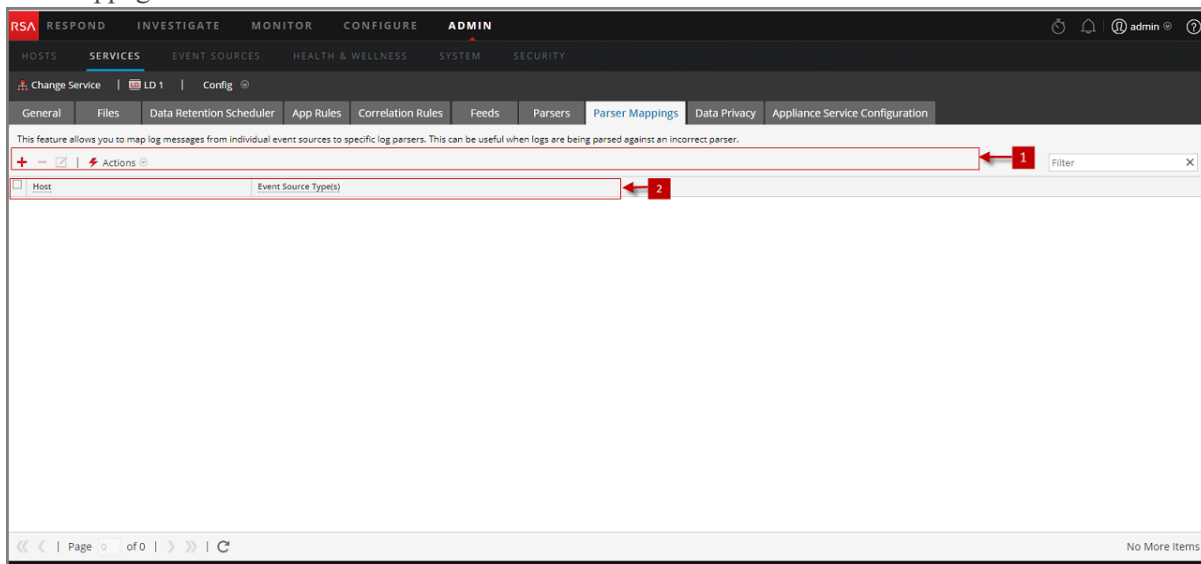 RSA RESPOND INVESTIGATE MONITOR CONFIGURE ADMIN admin
HOSTS SERVICES EVENT SOURCES HEALTH & WELLNESS SYSTEM SECURITY
Change Service | LD 1 | Config
General Files Data Retention Scheduler App Rules Correlation Rules Feeds Parsers Parser Mappings Data Privacy Appliance Service Configuration
This feature allows you to map log messages from individual event sources to specific log parsers. This can be useful when logs are being parsed against an incorrect parser.
+ − | Actions 1 Filter X
Host Event Source Type(s) 2
| Page 0 of 0 | | No More Items